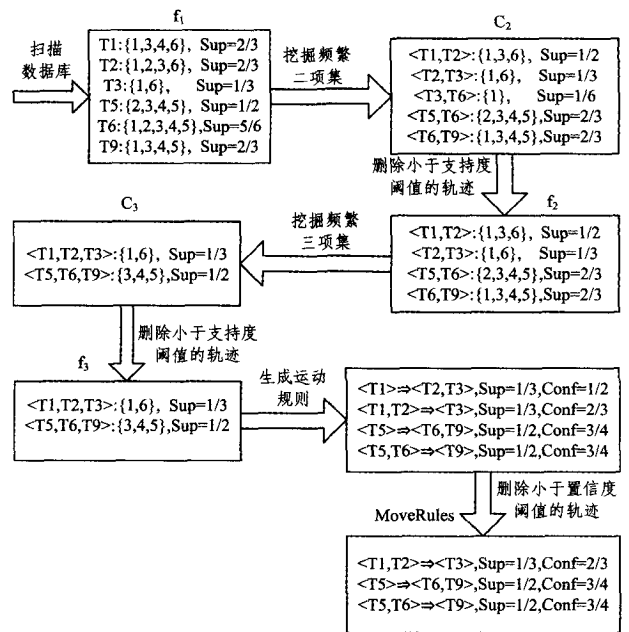 f₁
扫描
数据库
T1:{1,3,4,6}, Sup=2/3
T2:{1,2,3,6}, Sup=2/3
T3:{1,6}, Sup=1/3
T5:{2,3,4,5}, Sup=1/2
T6:{1,2,3,4,5},Sup=5/6
T9:{1,3,4,5}, Sup=2/3
挖掘频繁
二项集
C₂
<T1,T2>:{1,3,6}, Sup=1/2
<T2,T3>:{1,6}, Sup=1/3
<T3,T6>:{1}, Sup=1/6
<T5,T6>:{2,3,4,5},Sup=2/3
<T6,T9>:{1,3,4,5},Sup=2/3
删除小于支持度
阈值的轨迹
f₂
<T1,T2>:{1,3,6}, Sup=1/2
<T2,T3>:{1,6}, Sup=1/3
<T5,T6>:{2,3,4,5},Sup=2/3
<T6,T9>:{1,3,4,5},Sup=2/3
挖掘频繁
三项集
C₃
<T1,T2,T3>:{1,6}, Sup=1/3
<T5,T6,T9>:{3,4,5},Sup=1/2
删除小于支持度
阈值的轨迹
f₃
<T1,T2,T3>:{1,6}, Sup=1/3
<T5,T6,T9>:{3,4,5},Sup=1/2
生成运动
规则
<T1>⇒<T2,T3>,Sup=1/3,Conf=1/2
<T1,T2>⇒<T3>,Sup=1/3,Conf=2/3
<T5>⇒<T6,T9>,Sup=1/2,Conf=3/4
<T5,T6>⇒<T9>,Sup=1/2,Conf=3/4
删除小于置信度
阈值的轨迹
MoveRules
<T1,T2>⇒<T3>,Sup=1/3,Conf=2/3
<T5>⇒<T6,T9>,Sup=1/2,Conf=3/4
<T5,T6>⇒<T9>,Sup=1/2,Conf=3/4